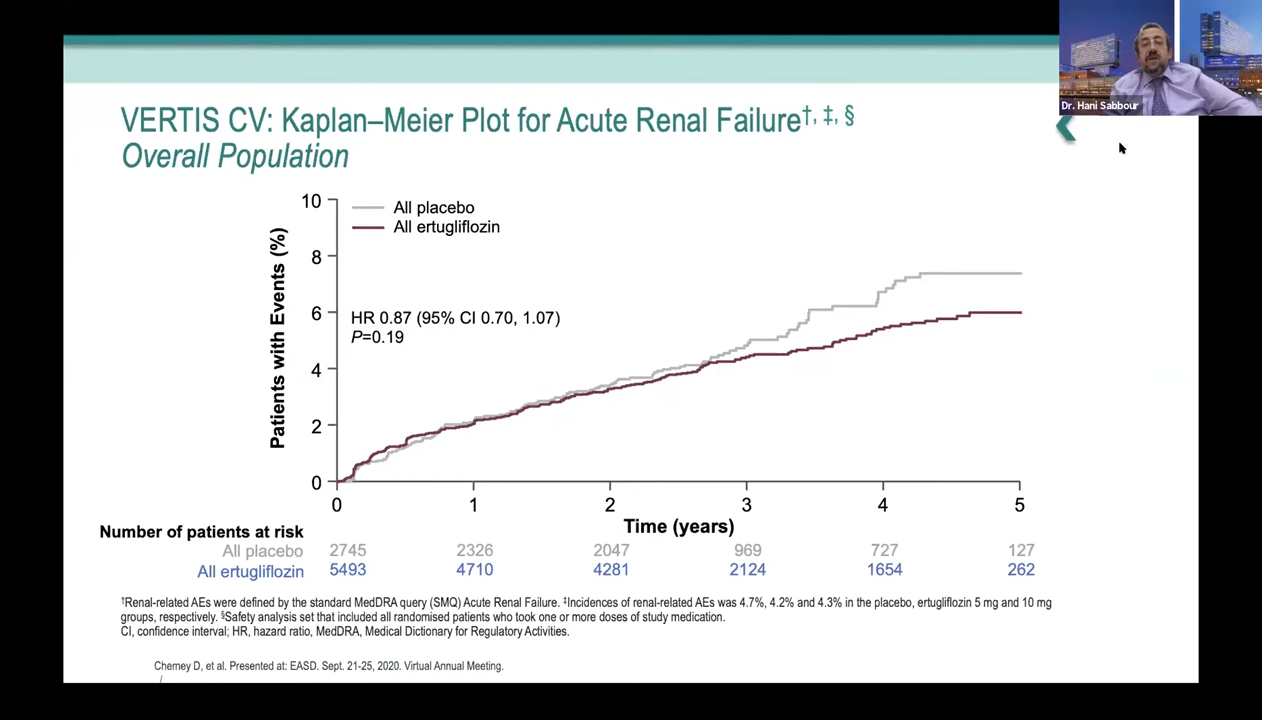 Dr. Hani Sabbour
VERTIS CV: Kaplan–Meier Plot for Acute Renal Failure†, ‡, §
Overall Population
10
8
6
4
2
0
Patients with Events (%)
All placebo
All ertugliflozin
HR 0.87 (95% CI 0.70, 1.07)
P=0.19
0 1 2 3 4 5
Time (years)
Number of patients at risk
All placebo 2745 2326 2047 969 727 127
All ertugliflozin 5493 4710 4281 2124 1654 262
†Renal-related AEs were defined by the standard MedDRA query (SMQ) Acute Renal Failure. ‡Incidences of renal-related AEs was 4.7%, 4.2% and 4.3% in the placebo, ertugliflozin 5 mg and 10 mg
groups, respectively. §Safety analysis set that included all randomised patients who took one or more doses of study medication.
CI, confidence interval; HR, hazard ratio, MedDRA, Medical Dictionary for Regulatory Activities.
Cherney D, et al. Presented at: EASD. Sept. 21-25, 2020. Virtual Annual Meeting.
/